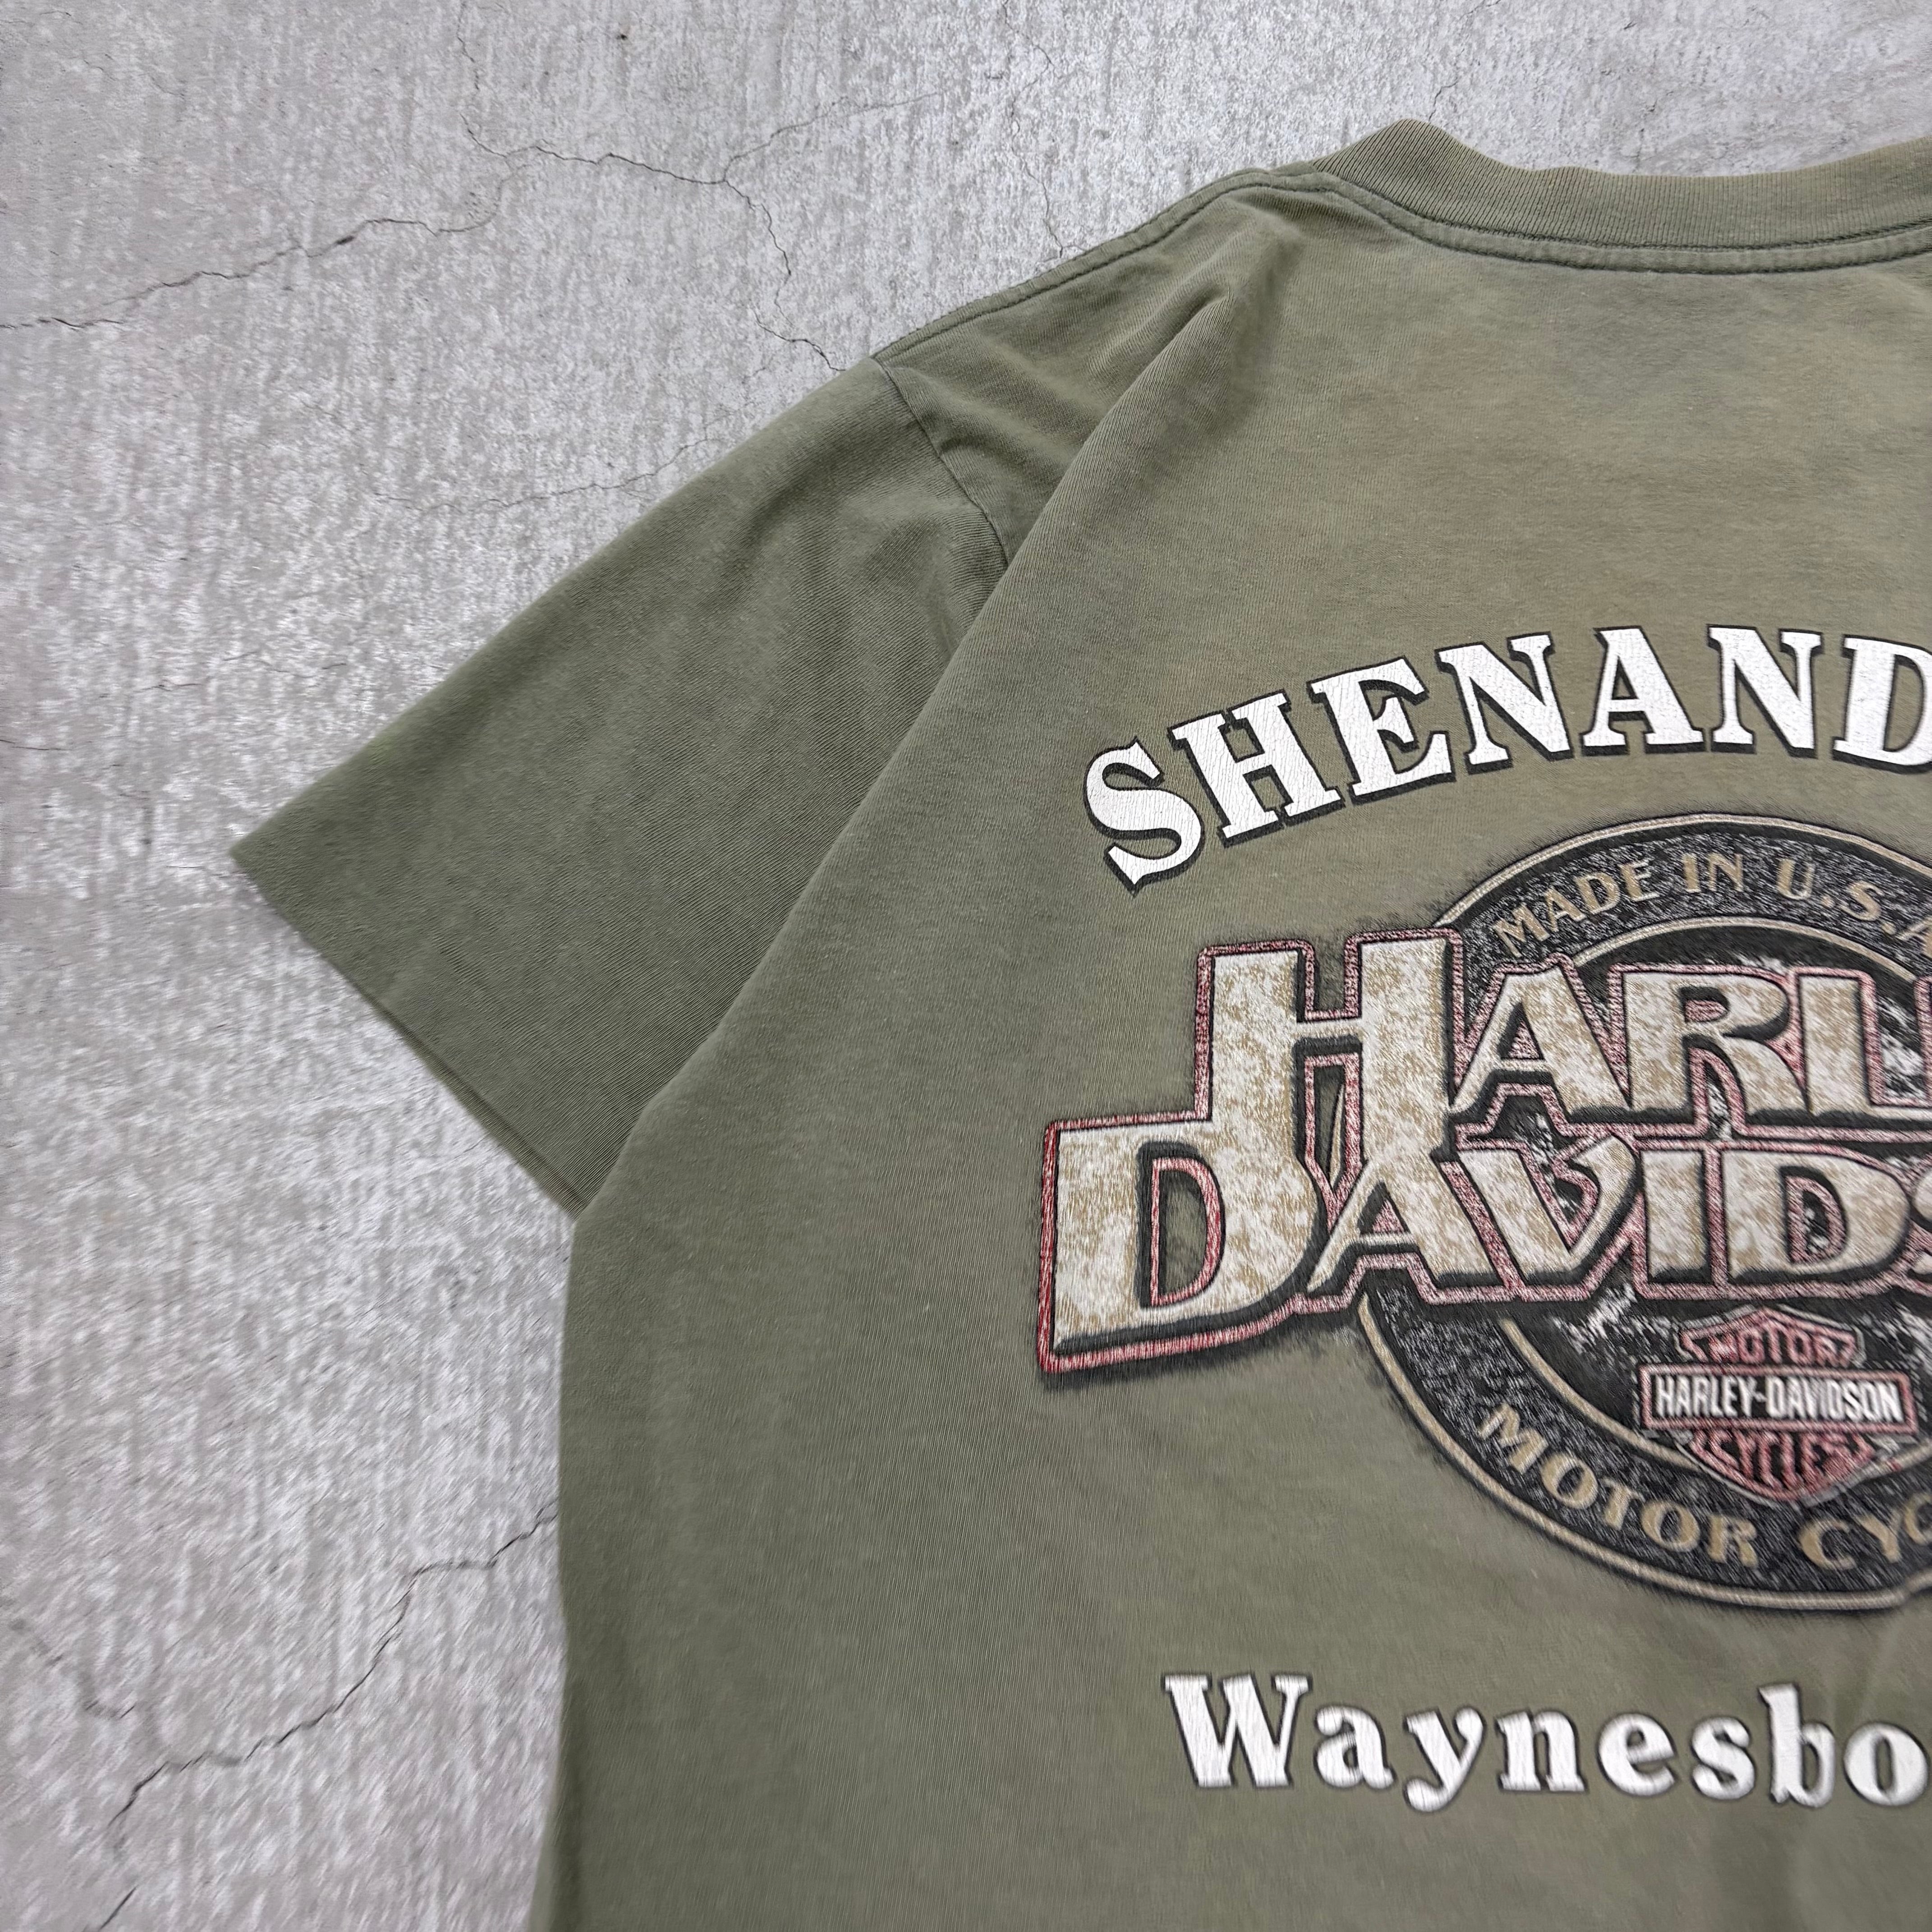 SHENAND
MADE IN U.S.A
HARL
DAVIDS
MOTOR
HARLEY-DAVIDSON
CYCLES
MOTOR CYC
Waynesbo